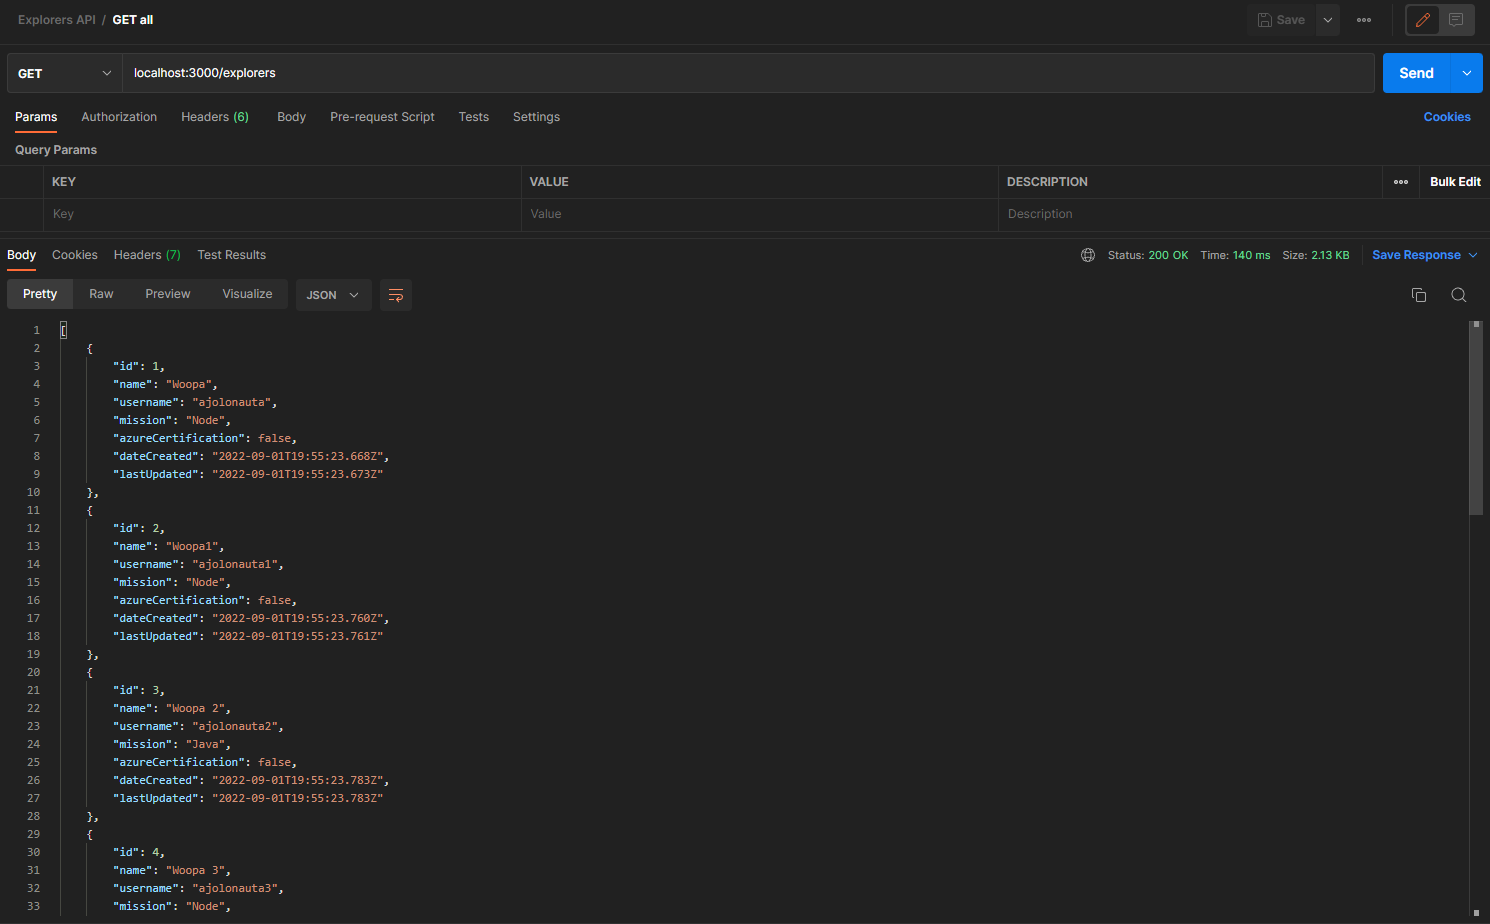 Explorers API / GET all
Save
GET localhost:3000/explorers Send
Params Authorization Headers (6) Body Pre-request Script Tests Settings Cookies
Query Params
KEY VALUE DESCRIPTION Bulk Edit
Key Value Description
Body Cookies Headers (7) Test Results Status: 200 OK Time: 140 ms Size: 2.13 KB Save Response
Pretty Raw Preview Visualize JSON
1 [
2 {
3 "id": 1,
4 "name": "Woopa",
5 "username": "ajolonauta",
6 "mission": "Node",
7 "azureCertification": false,
8 "dateCreated": "2022-09-01T19:55:23.668Z",
9 "lastUpdated": "2022-09-01T19:55:23.673Z"
10 },
11 {
12 "id": 2,
13 "name": "Woopa1",
14 "username": "ajolonauta1",
15 "mission": "Node",
16 "azureCertification": false,
17 "dateCreated": "2022-09-01T19:55:23.760Z",
18 "lastUpdated": "2022-09-01T19:55:23.761Z"
19 },
20 {
21 "id": 3,
22 "name": "Woopa 2",
23 "username": "ajolonauta2",
24 "mission": "Java",
25 "azureCertification": false,
26 "dateCreated": "2022-09-01T19:55:23.783Z",
27 "lastUpdated": "2022-09-01T19:55:23.783Z"
28 },
29 {
30 "id": 4,
31 "name": "Woopa 3",
32 "username": "ajolonauta3",
33 "mission": "Node",